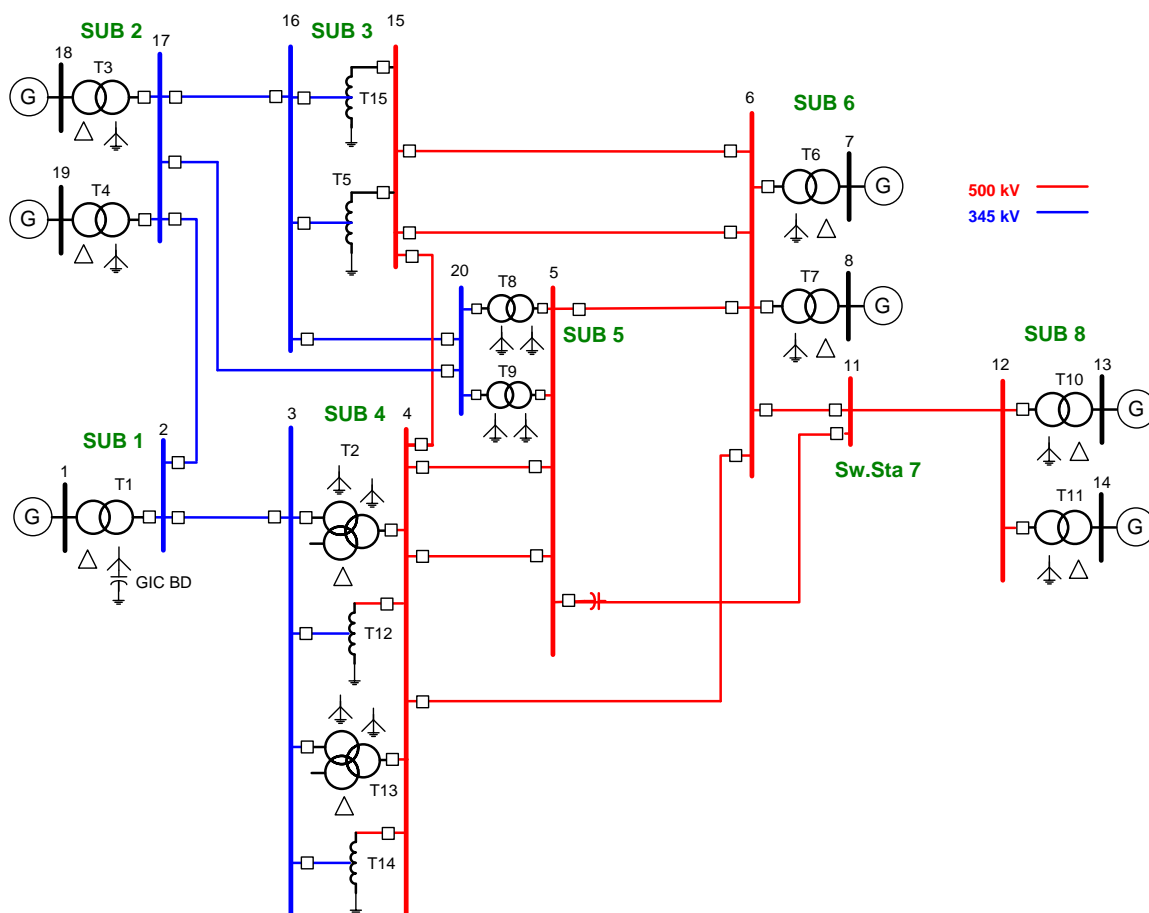 SUB 2
17
16
SUB 3
15
18
T3
G
T15
6
SUB 6
7
T6
G
500 kV
345 kV
19
T4
G
T5
20
T8
5
SUB 5
8
T7
G
T9
SUB 4
3
4
T2
SUB 1
2
1
T1
G
GIC BD
11
Sw.Sta 7
12
SUB 8
13
T10
G
14
T11
G
T12
T13
T14